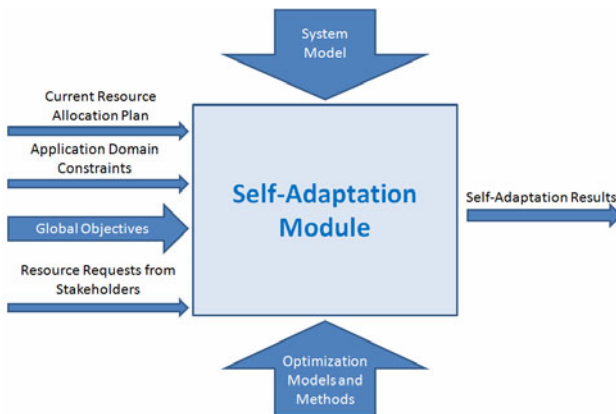 System
Model
Current Resource
Allocation Plan
Application Domain
Constraints
Global Objectives
Resource Requests from
Stakeholders
Self-Adaptation
Module
Self-Adaptation Results
Optimization
Models and
Methods